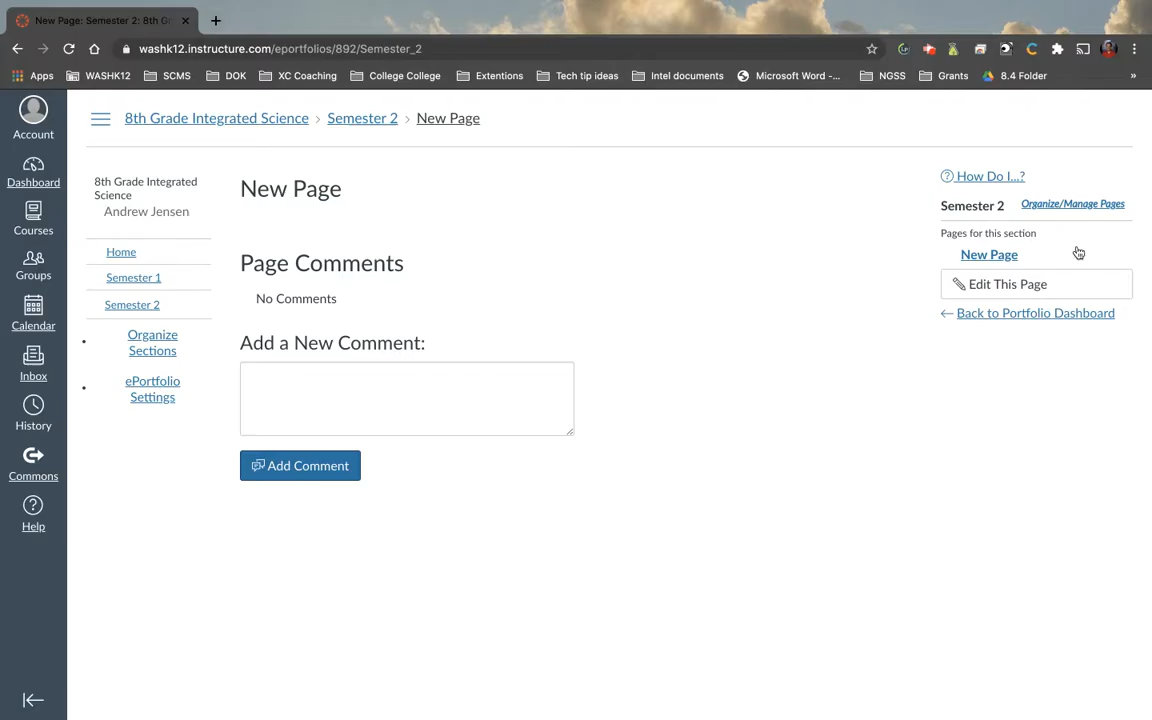 New Page: Semester 2: 8th Gr
washk12.instructure.com/eportfolios/892/Semester_2
Apps
WASHK12
SCMS
DOK
XC Coaching
College College
Extentions
Tech tip ideas
Intel documents
Microsoft Word -...
NGSS
Grants
8.4 Folder
»
Account
Dashboard
Courses
Groups
Calendar
Inbox
History
Commons
Help
8th Grade Integrated Science › Semester 2 › New Page
8th Grade Integrated
Science
Andrew Jensen
Home
Semester 1
Semester 2
Organize
Sections
ePortfolio
Settings
New Page
Page Comments
No Comments
Add a New Comment:
Add Comment
How Do I...?
Semester 2 Organize/Manage Pages
Pages for this section
New Page
Edit This Page
Back to Portfolio Dashboard